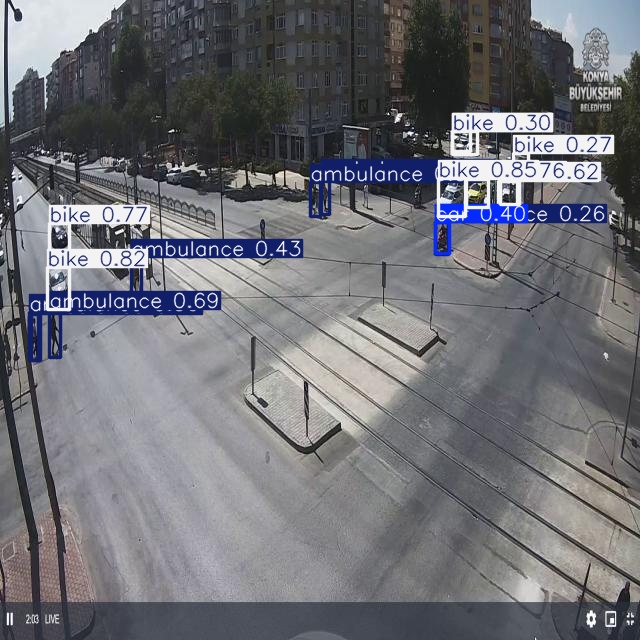 KONYA
BÜYÜKŞEHİR
BELEDİYESİ
bike 0.30
bike 0.27
ambulance
bike 0.85
76.62
bike 0.77
0.40
ce 0.26
ambulance 0.43
bike 0.82
ambulance 0.69
2:03 LIVE